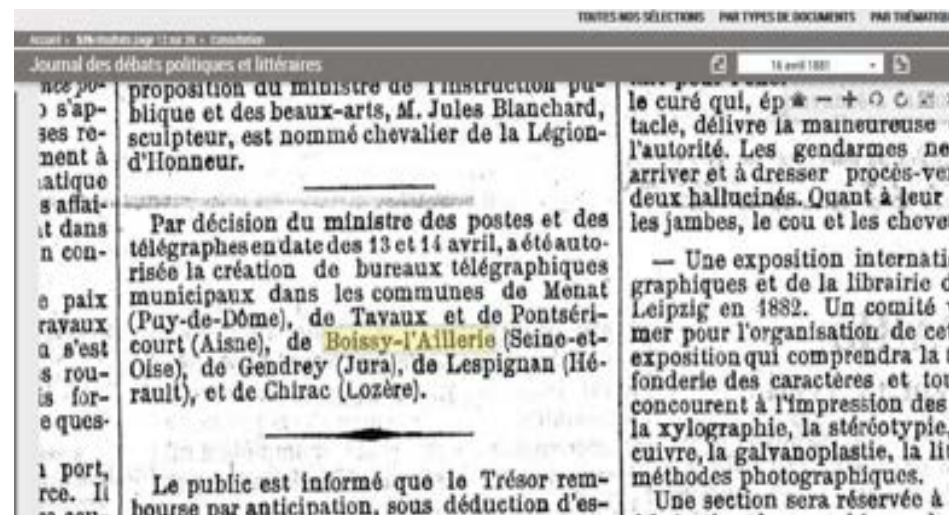 TOUTES NOS SÉLECTIONS PAR TYPES DE DOCUMENTS PAR THÉMATIQU
Accueil
Consultation
Journal des débats politiques et littéraires
16 avril 1881
nce po-
o s'ap-
ses re-
ment à
atique
s affai-
t dans
n con-
e paix
ravaux
a s'est
s rou-
is for-
e ques-
port,
rce. Il
proposition du ministre de l'instruction pu-
blique et des beaux-arts, M. Jules Blanchard,
sculpteur, est nommé chevalier de la Légion-
d'Honneur.
Par décision du ministre des postes et des
télégraphes en date des 13 et 14 avril, a été auto-
risée la création de bureaux télégraphiques
municipaux dans les communes de Menat
(Puy-de-Dôme), de Tavaux et de Pontséri-
court (Aisne), de Boissy-l'Aillerie (Seine-et-
Oise), de Gendrey (Jura), de Lespignan (Hé-
rault), et de Chirac (Lozère).
Le public est informé que le Trésor rem-
bourse par anticipation, sous déduction d'es-
le curé qui, ép
tacle, délivre la malheureuse
l'autorité. Les gendarmes ne
arriver et à dresser procès-ver
deux hallucinés. Quant à leur
les jambes, le cou et les cheve
— Une exposition internati
graphiques et de la librairie
Leipzig en 1882. Un comité
mer pour l'organisation de ce
exposition qui comprendra la
fonderie des caractères et tou
concourent à l'impression des
la xylographie, la stéréotypie,
cuivre, la galvanoplastie, la lit
méthodes photographiques.
Une section sera réservée à